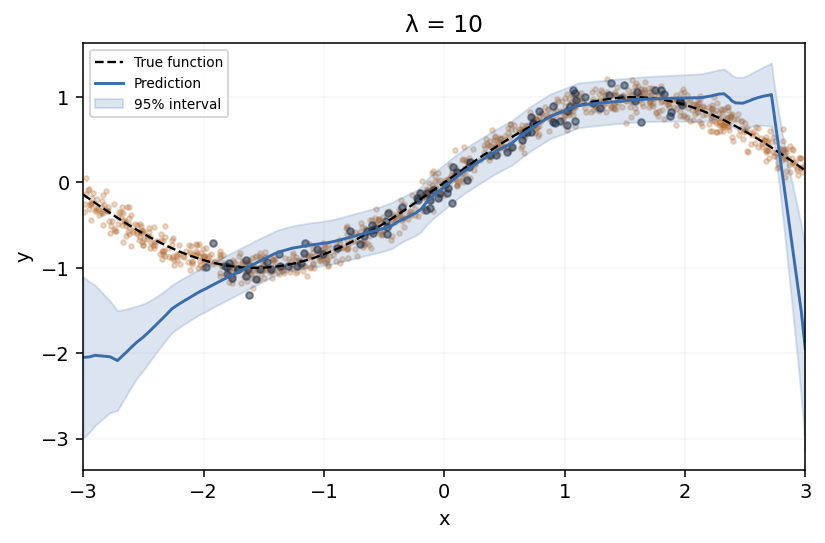 λ = 10
True function
Prediction
95% interval
y
1
0
−1
−2
−3
−3
−2
−1
0
1
2
3
x